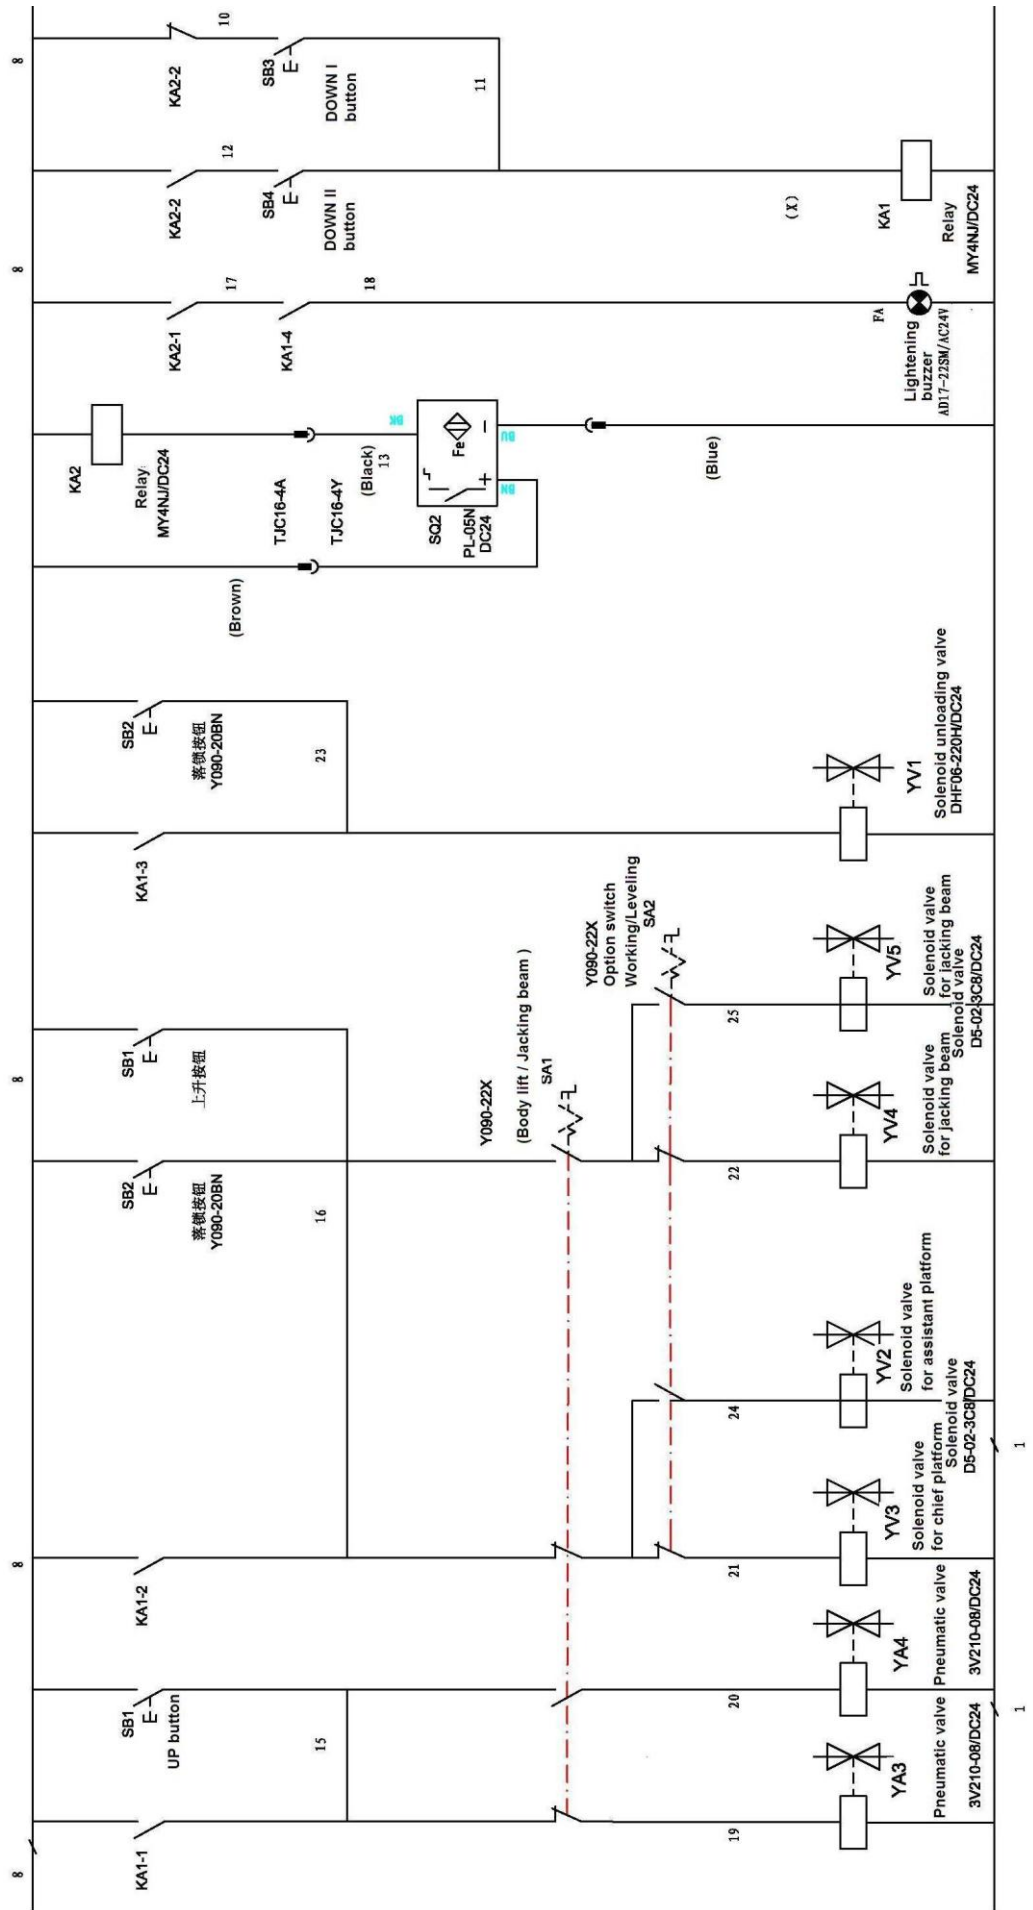 8
KA1-1
15
19
YA3
Pneumatic valve
3V210-08/DC24
SB1
UP button
20
YA4
Pneumatic valve
3V210-08/DC24
1
8
KA1-2
21
YV3
Solenoid valve
for chief platform
24
YV2
Solenoid valve
for assistant platform
Solenoid valve
D5-02-3C8/DC24
1
SB2
落锁按钮
Y090-20BN
16
Y090-22X
(Body lift / Jacking beam )
SA1
22
YV4
Solenoid valve
for jacking beam
8
SB1
上升按钮
Y090-22X
Option switch
Working/Leveling
SA2
25
YV5
Solenoid valve
for jacking beam
Solenoid valve
D5-02-3C8/DC24
KA1-3
SB2
落锁按钮
Y090-20BN
23
YV1
Solenoid unloading valve
DHF06-220H/DC24
(Brown)
KA2
Relay
MY4NJ/DC24
TJC16-4A
TJC16-4Y
(Black)
13
BK
SQ2
PL-05N
DC24
Fe
+
−
BN
BU
(Blue)
8
KA2-1
17
KA1-4
18
FA
Lightening
buzzer
AD17-22SM/AC24V
KA2-2
12
SB4
DOWN II
button
(X)
KA1
Relay
MY4NJ/DC24
8
KA2-2
10
SB3
DOWN I
button
11